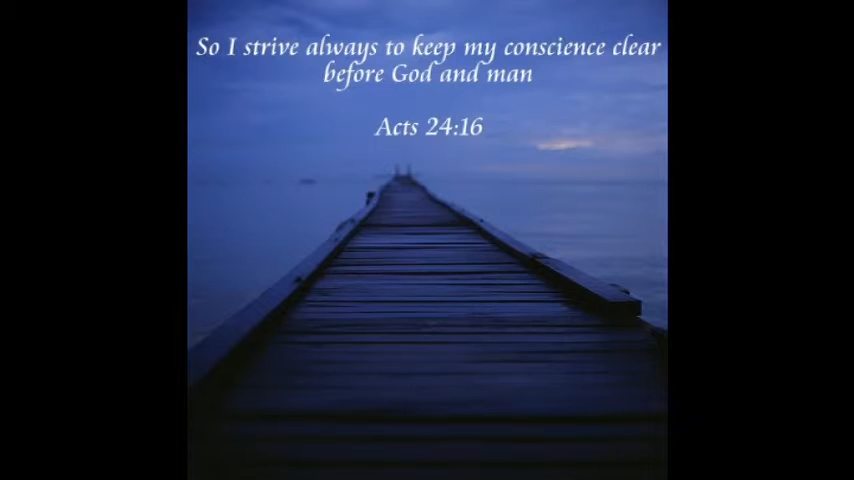 So I strive always to keep my conscience clear
before God and man
Acts 24:16